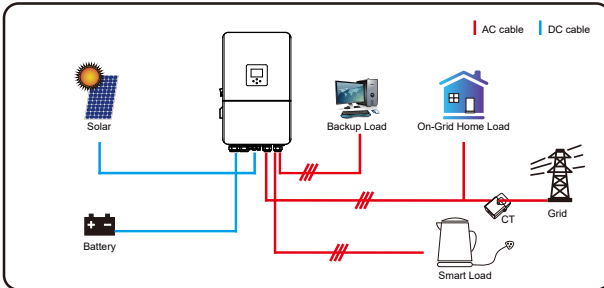 AC cable
DC cable
Solar
Backup Load
On-Grid Home Load
CT
Grid
Battery
Smart Load